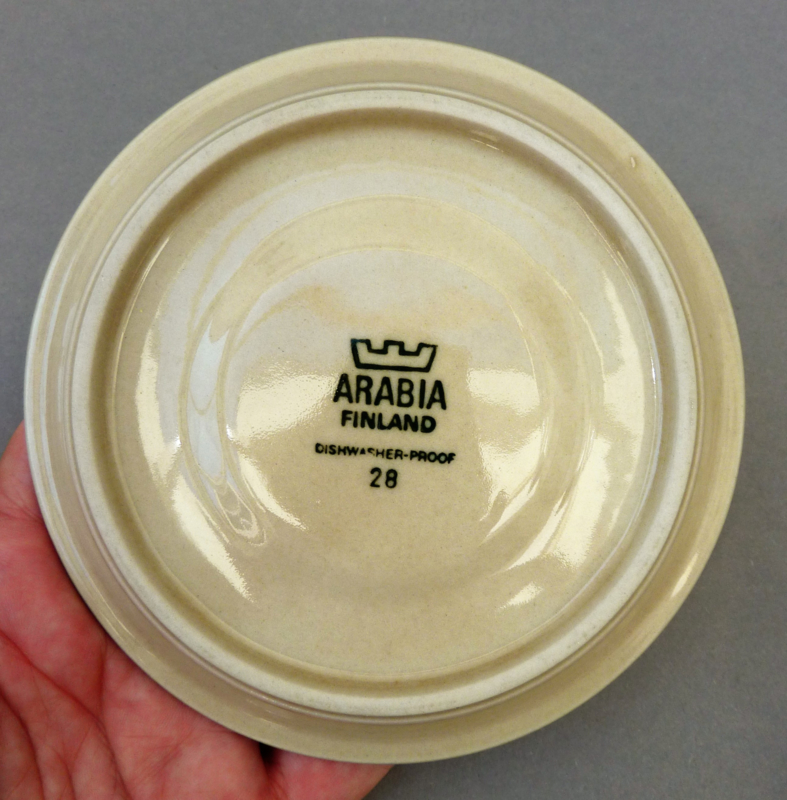 ARABIA
FINLAND
DISHWASHER-PROOF
28